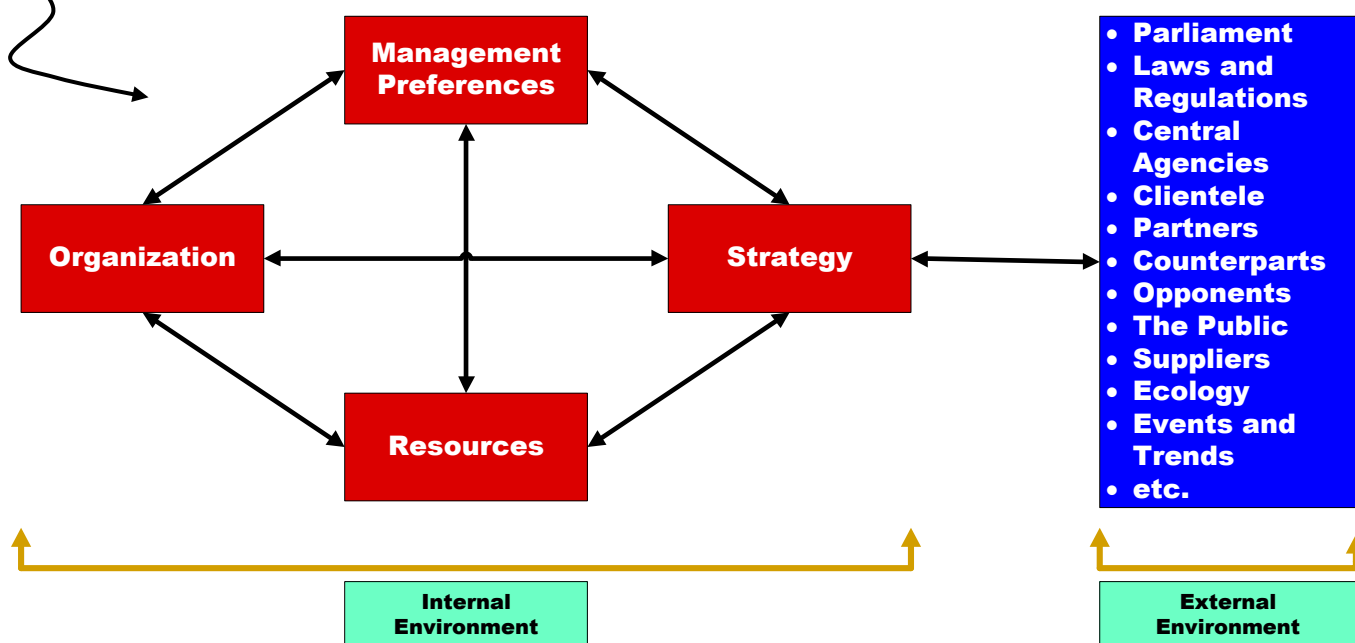 Management
Preferences
Organization
Strategy
Resources
• Parliament
• Laws and
Regulations
• Central
Agencies
• Clientele
• Partners
• Counterparts
• Opponents
• The Public
• Suppliers
• Ecology
• Events and
Trends
• etc.
Internal
Environment
External
Environment